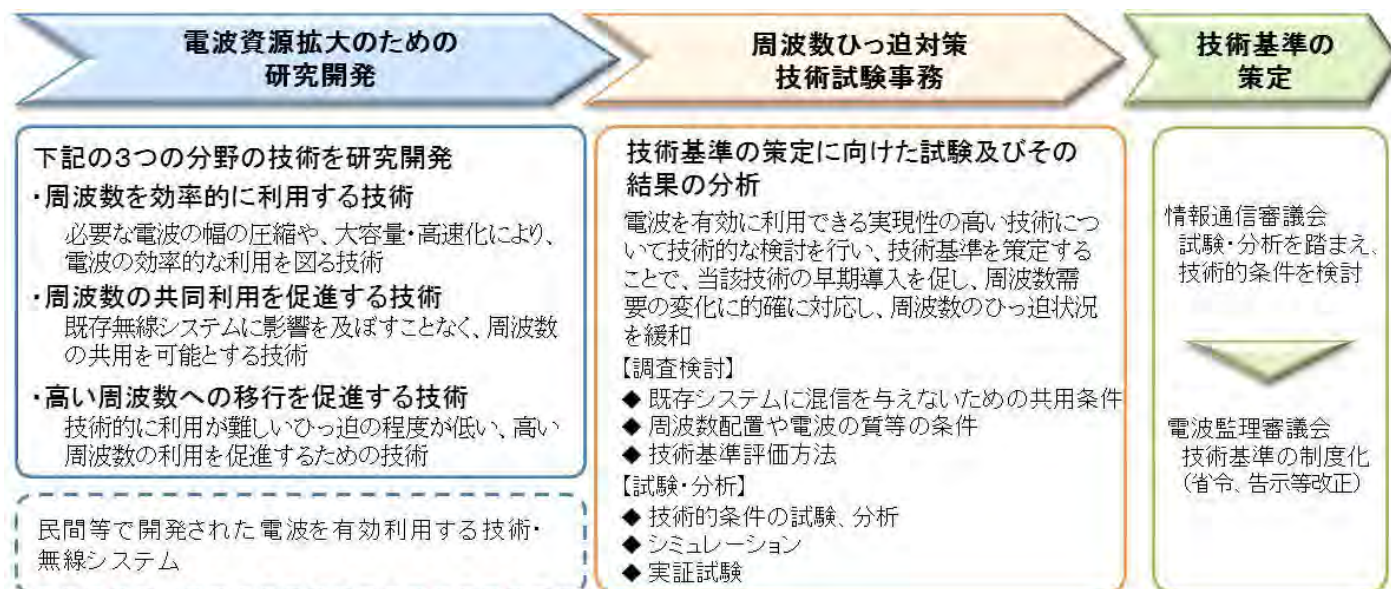 電波資源拡大のための
研究開発
周波数ひっ迫対策
技術試験事務
技術基準の
策定
下記の3つの分野の技術を研究開発
・周波数を効率的に利用する技術
必要な電波の幅の圧縮や、大容量・高速化により、
電波の効率的な利用を図る技術
・周波数の共同利用を促進する技術
既存無線システムに影響を及ぼすことなく、周波数
の共用を可能とする技術
・高い周波数への移行を促進する技術
技術的に利用が難しいひっ迫の程度が低い、高い
周波数の利用を促進するための技術
民間等で開発された電波を有効利用する技術・
無線システム
技術基準の策定に向けた試験及びその
結果の分析
電波を有効に利用できる実現性の高い技術につ
いて技術的な検討を行い、技術基準を策定する
ことで、当該技術の早期導入を促し、周波数需
要の変化に的確に対応し、周波数のひっ迫状況
を緩和
【調査検討】
◆既存システムに混信を与えないための共用条件
◆周波数配置や電波の質等の条件
◆技術基準評価方法
【試験・分析】
◆技術的条件の試験、分析
◆シミュレーション
◆実証試験
情報通信審議会
試験・分析を踏まえ、
技術的条件を検討
電波監理審議会
技術基準の制度化
(省令、告示等改正)